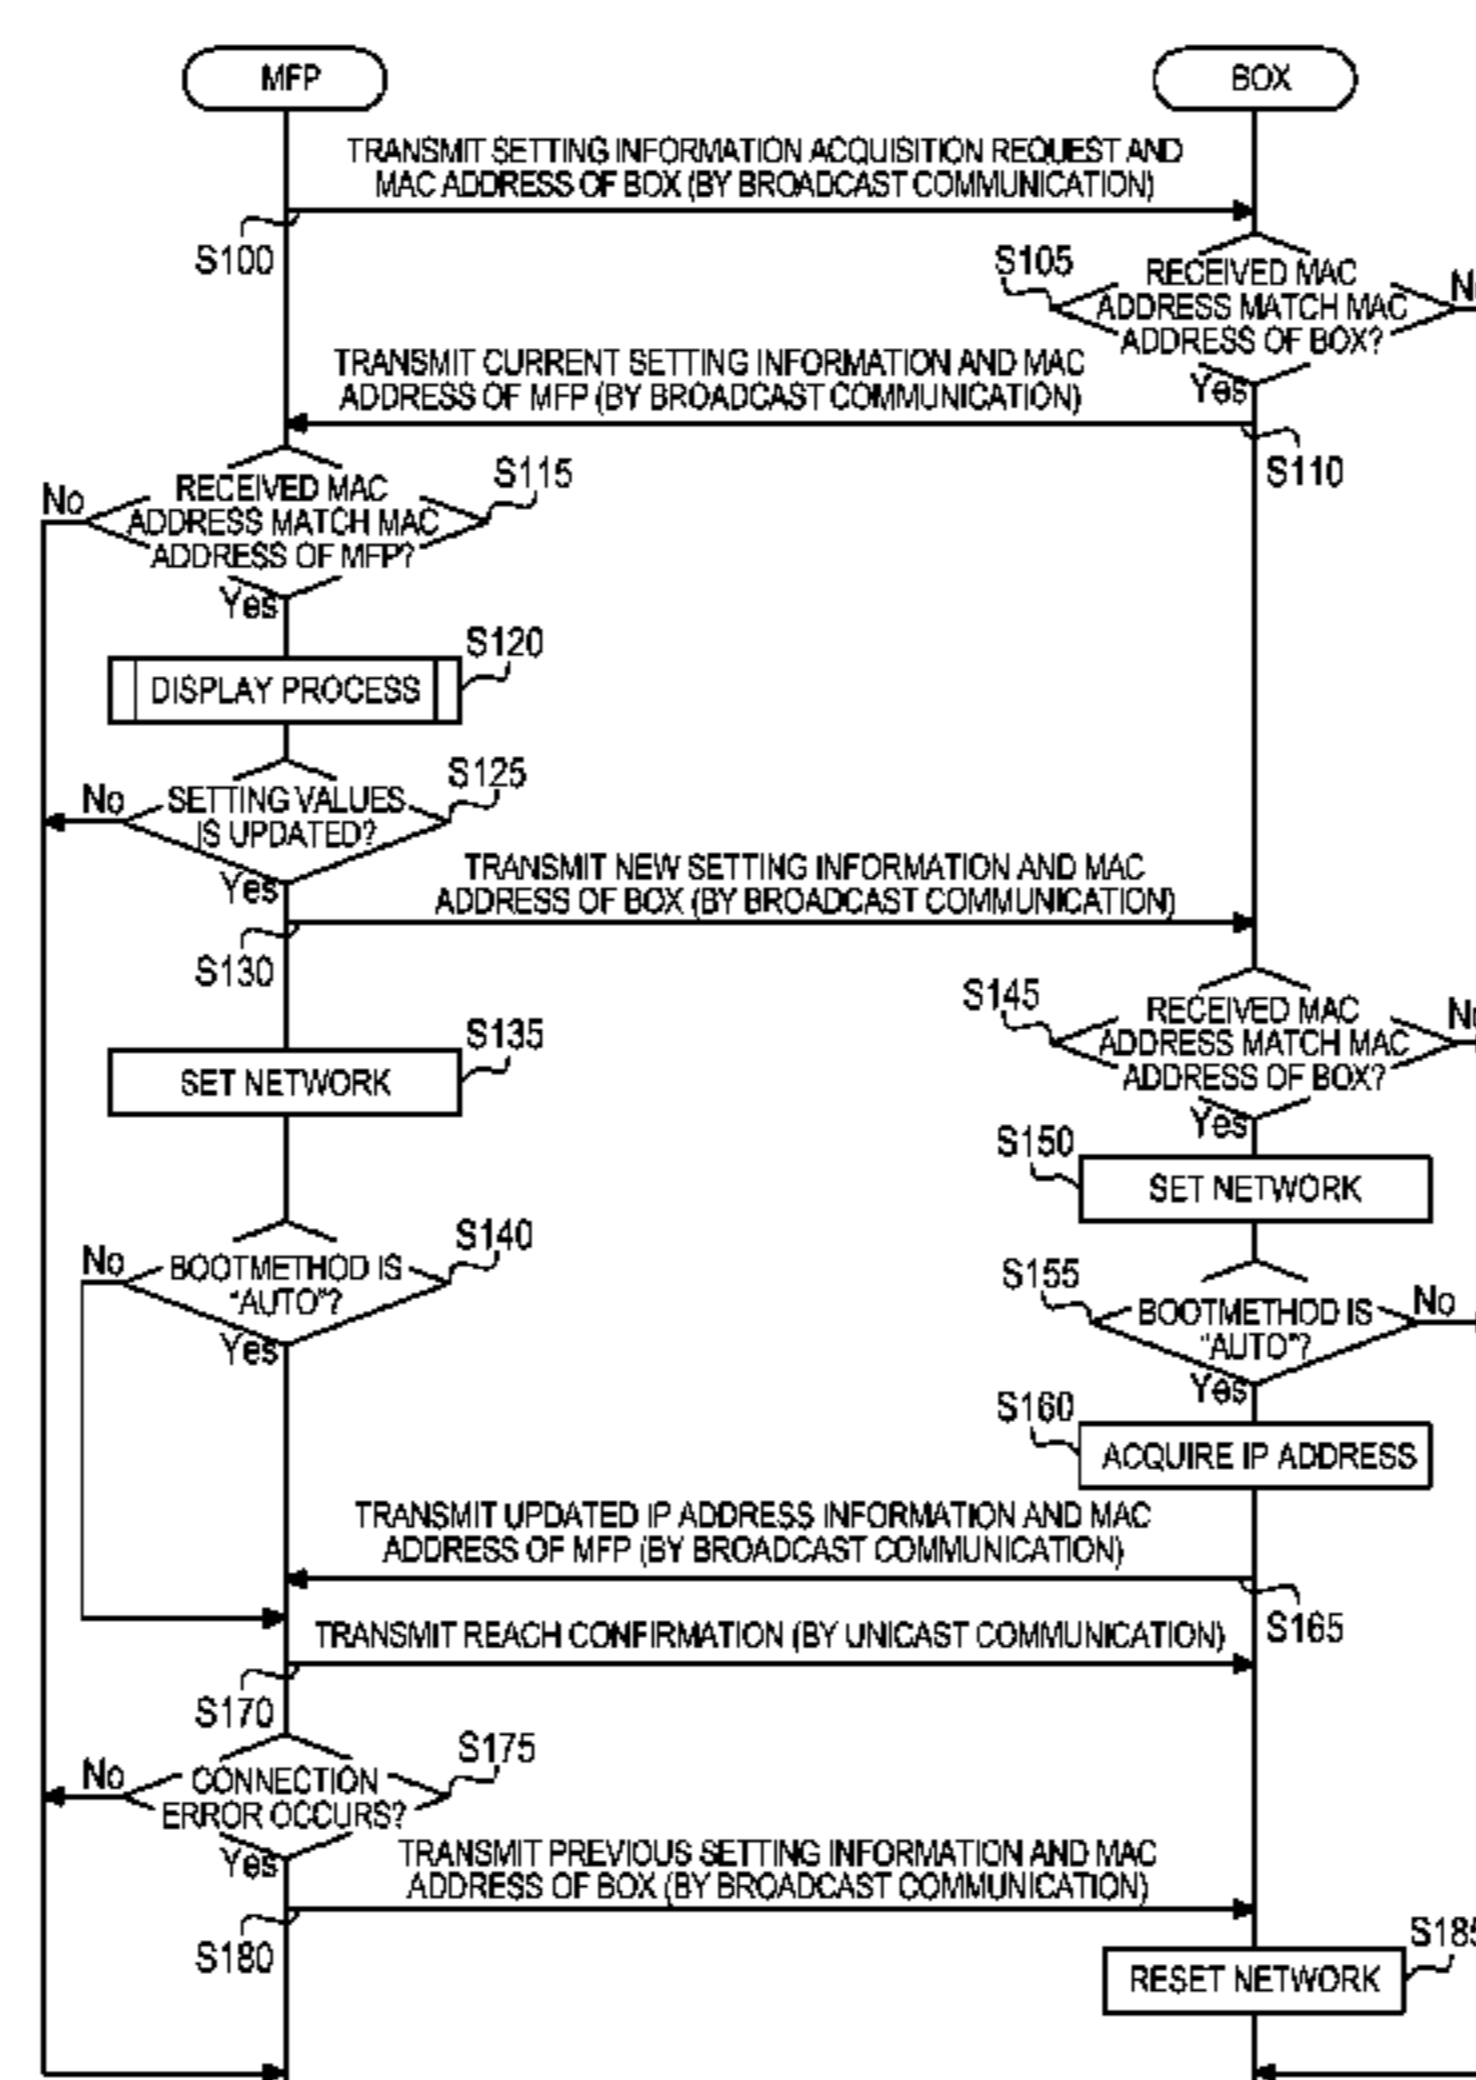 MFP
BOX
TRANSMIT SETTING INFORMATION ACQUISITION REQUEST AND
MAC ADDRESS OF BOX (BY BROADCAST COMMUNICATION)
S100
S105
RECEIVED MAC
ADDRESS MATCH MAC
ADDRESS OF BOX?
No
Yes
TRANSMIT CURRENT SETTING INFORMATION AND MAC
ADDRESS OF MFP (BY BROADCAST COMMUNICATION)
S110
S115
RECEIVED MAC
ADDRESS MATCH MAC
ADDRESS OF MFP?
No
Yes
S120
DISPLAY PROCESS
S125
SETTING VALUES
IS UPDATED?
No
Yes
TRANSMIT NEW SETTING INFORMATION AND MAC
ADDRESS OF BOX (BY BROADCAST COMMUNICATION)
S130
S135
SET NETWORK
S145
RECEIVED MAC
ADDRESS MATCH MAC
ADDRESS OF BOX?
No
Yes
S150
SET NETWORK
S140
BOOTMETHOD IS
"AUTO"?
No
Yes
S155
BOOTMETHOD IS
"AUTO"?
No
Yes
S160
ACQUIRE IP ADDRESS
TRANSMIT UPDATED IP ADDRESS INFORMATION AND MAC
ADDRESS OF MFP (BY BROADCAST COMMUNICATION)
S165
TRANSMIT REACH CONFIRMATION (BY UNICAST COMMUNICATION)
S170
S175
CONNECTION
ERROR OCCURS?
No
Yes
TRANSMIT PREVIOUS SETTING INFORMATION AND MAC
ADDRESS OF BOX (BY BROADCAST COMMUNICATION)
S180
S185
RESET NETWORK